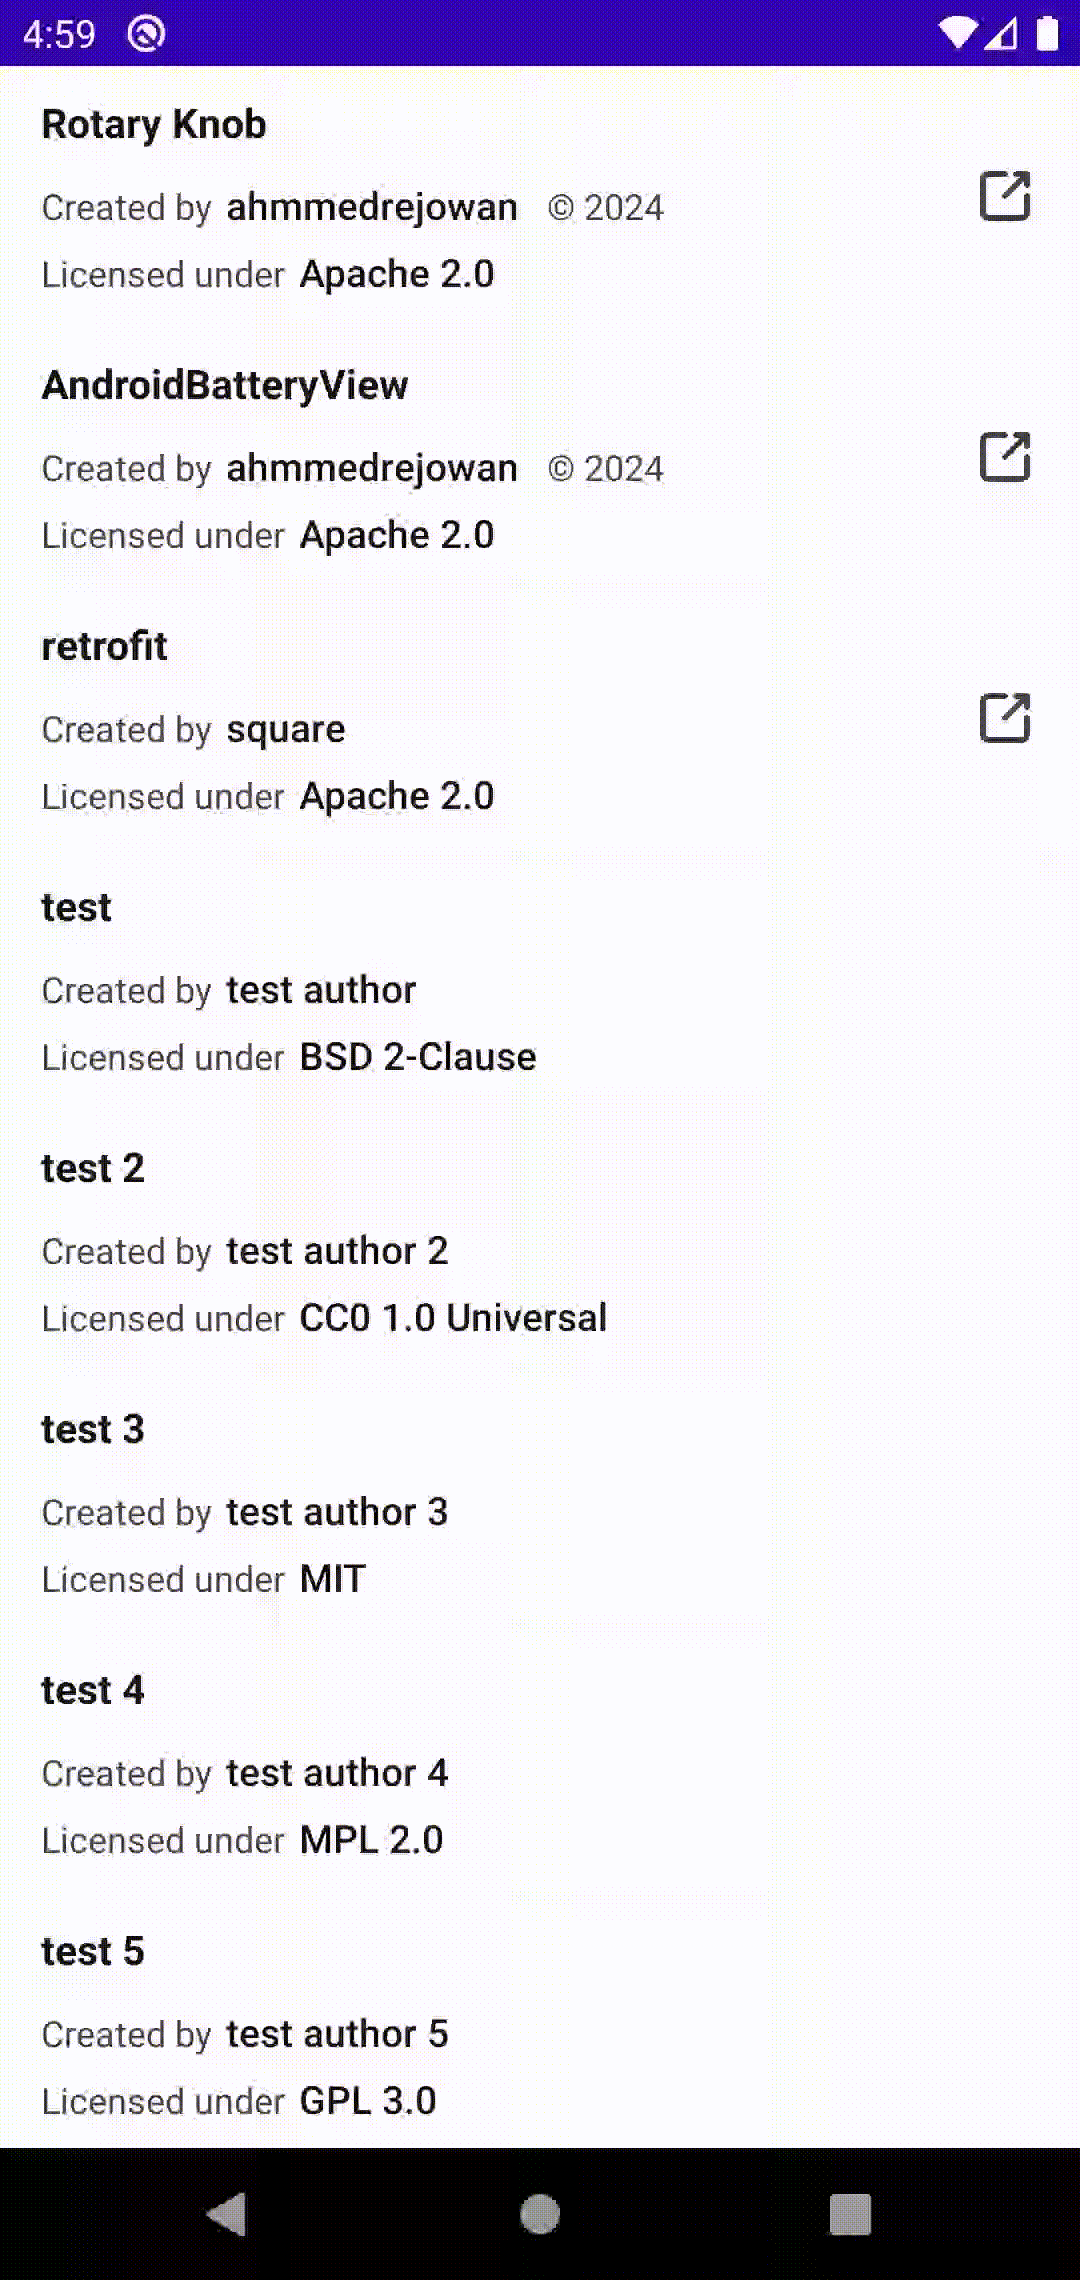 4:59
Rotary Knob
Created by ahmmedrejowan © 2024
Licensed under Apache 2.0
AndroidBatteryView
Created by ahmmedrejowan © 2024
Licensed under Apache 2.0
retrofit
Created by square
Licensed under Apache 2.0
test
Created by test author
Licensed under BSD 2-Clause
test 2
Created by test author 2
Licensed under CC0 1.0 Universal
test 3
Created by test author 3
Licensed under MIT
test 4
Created by test author 4
Licensed under MPL 2.0
test 5
Created by test author 5
Licensed under GPL 3.0